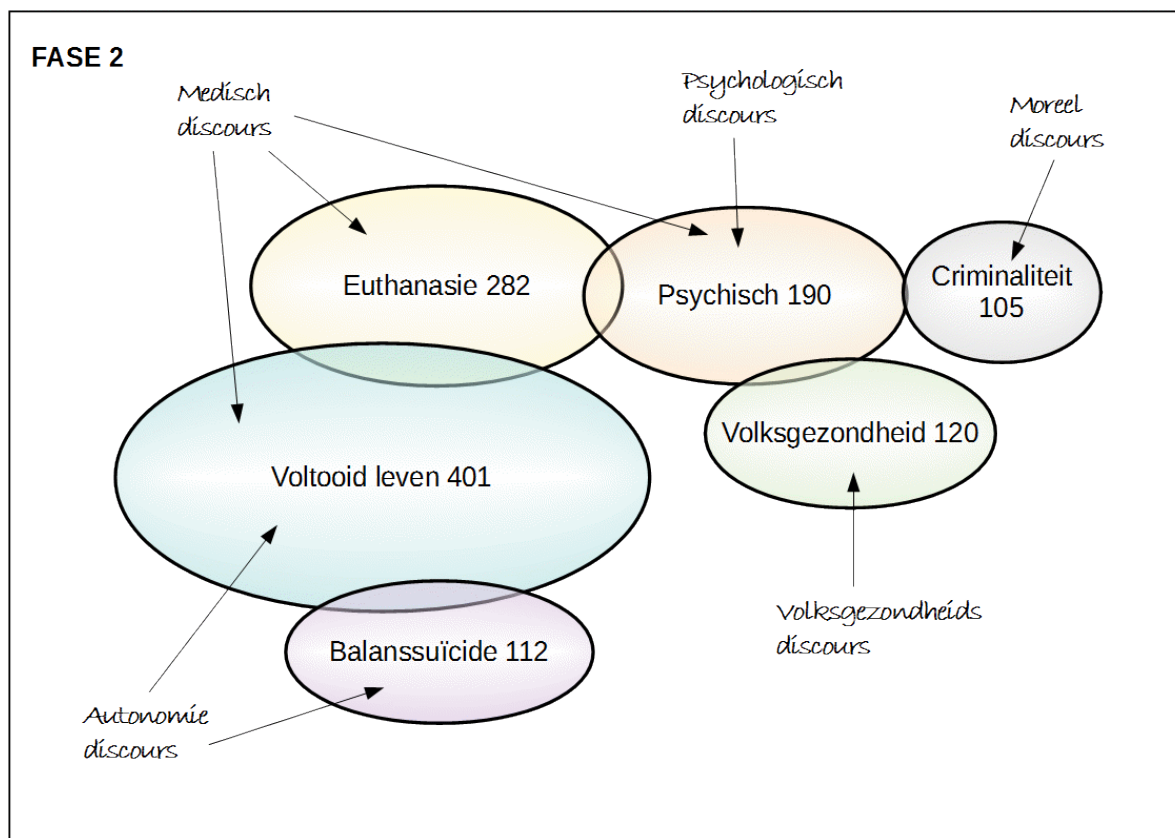 FASE 2
Medisch
discours
Psychologisch
discours
Moreel
discours
Euthanasie 282
Psychisch 190
Criminaliteit
105
Volksgezondheid 120
Voltooid leven 401
Volksgezondheids
discours
Balanssuïcide 112
Autonomie
discours